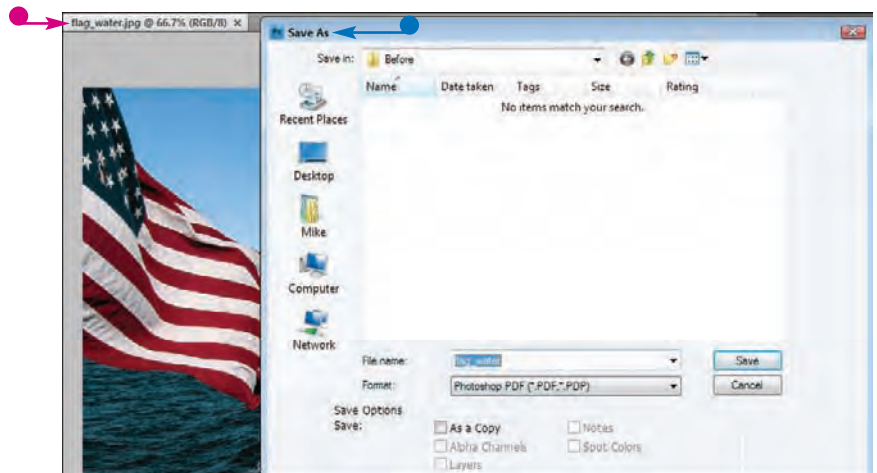 flag_water.jpg @ 66.7% (RGB/8) ×
Ps Save As
Save in: Before
Name Date taken Tags Size Rating
No items match your search.
Recent Places
Desktop
Mike
Computer
Network
File name: flag_water
Save
Format: Photoshop PDF (*.PDF;*.PDP)
Cancel
Save Options
Save:
As a Copy
Notes
Alpha Channels
Spot Colors
Layers